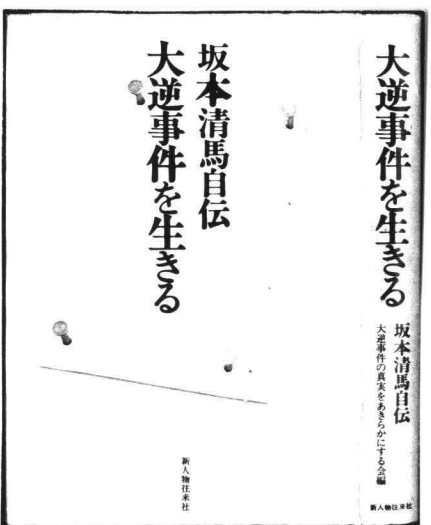 坂本清馬自伝
大逆事件を生きる
新人物往来社
大逆事件を生きる
坂本清馬自伝
大逆事件の真実をあきらかにする会編
新人物往来社